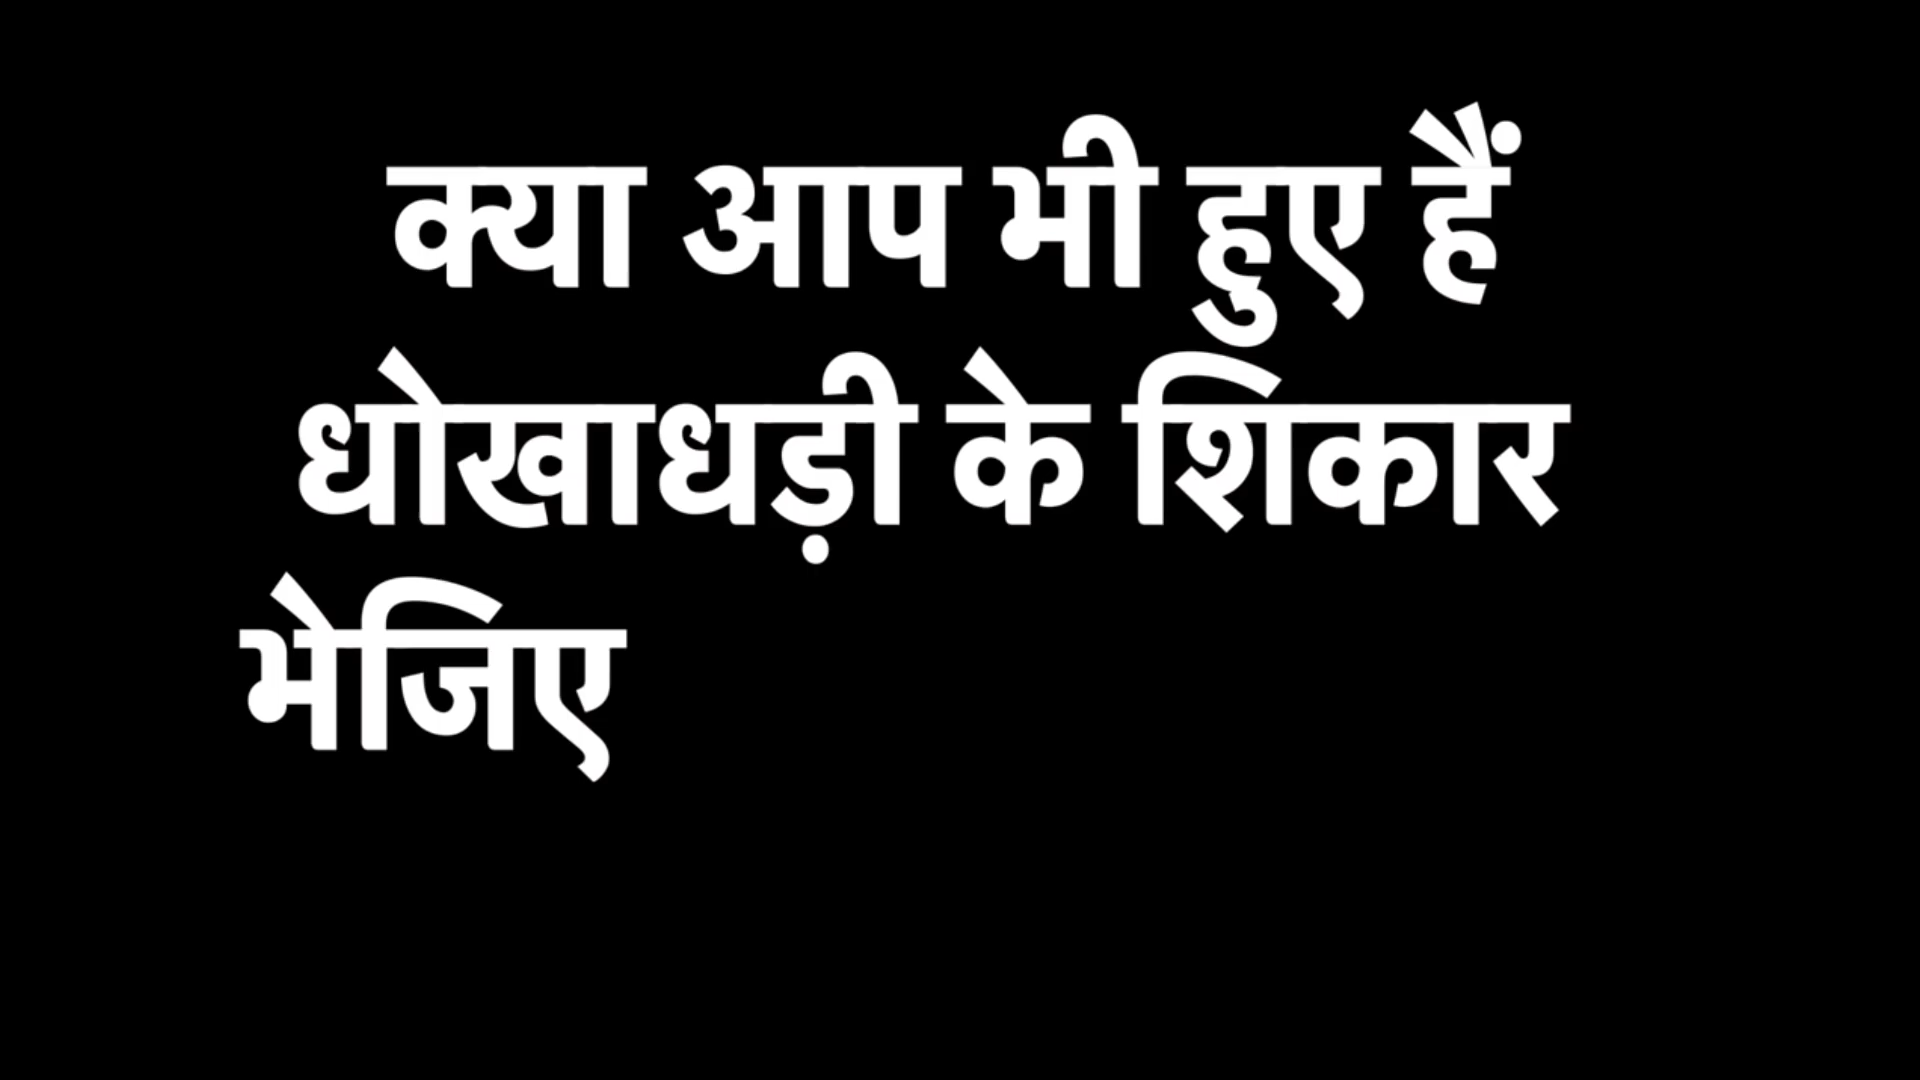 क्या आप भी हुए हैं
धोखाधड़ी के शिकार
भेजिए